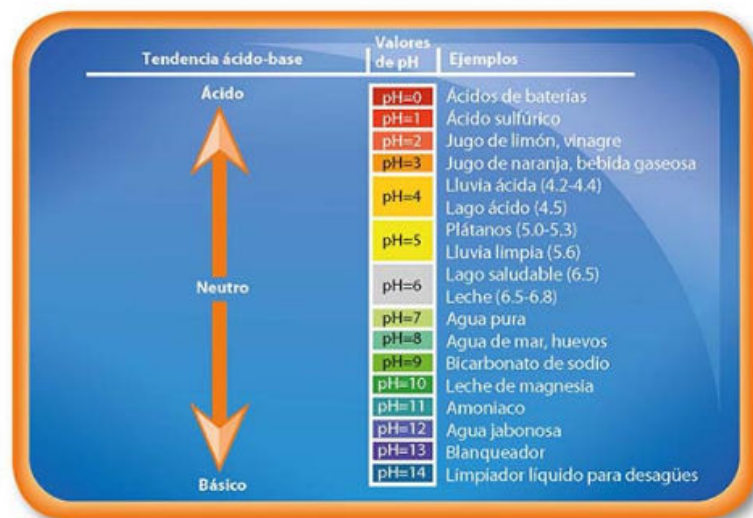 Tendencia ácido-base
Valores de pH
Ejemplos
Ácido
Neutro
Básico
pH=0 Ácidos de baterías
pH=1 Ácido sulfúrico
pH=2 Jugo de limón, vinagre
pH=3 Jugo de naranja, bebida gaseosa
pH=4 Lluvia ácida (4.2-4.4)
Lago ácido (4.5)
pH=5 Plátanos (5.0-5.3)
Lluvia limpia (5.6)
pH=6 Lago saludable (6.5)
Leche (6.5-6.8)
pH=7 Agua pura
pH=8 Agua de mar, huevos
pH=9 Bicarbonato de sodio
pH=10 Leche de magnesia
pH=11 Amoniaco
pH=12 Agua jabonosa
pH=13 Blanqueador
pH=14 Limpiador líquido para desagües